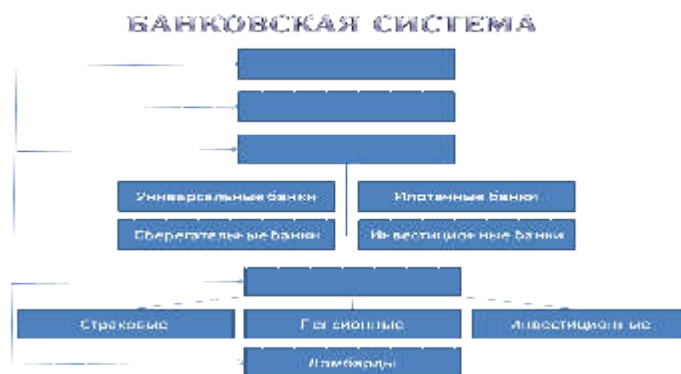 БАНКОВСКАЯ СИСТЕМА
Универсальные банки
Ипотечные банки
Сберегательные банки
Инвестиционные банки
Страховые
Пенсионные
Инвестиционные
Ломбарды